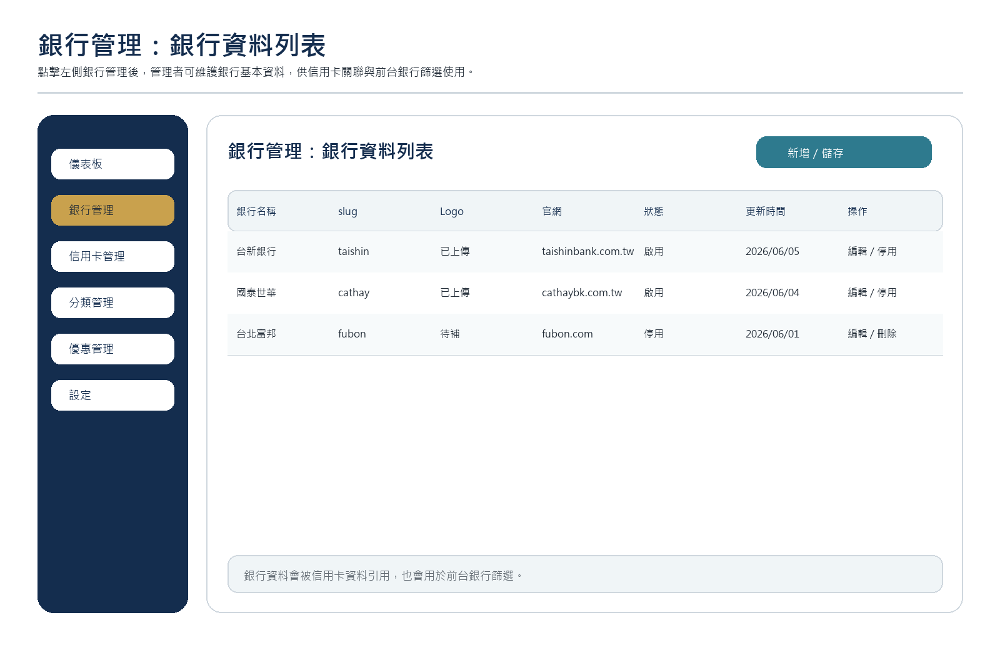 銀行管理：銀行資料列表
點擊左側銀行管理後，管理者可維護銀行基本資料，供信用卡關聯與前台銀行篩選使用。
儀表板
銀行管理
信用卡管理
分類管理
優惠管理
設定
銀行管理：銀行資料列表
新增 / 儲存
銀行名稱 slug Logo 官網 狀態 更新時間 操作
台新銀行 taishin 已上傳 taishinbank.com.tw 啟用 2026/06/05 編輯 / 停用
國泰世華 cathay 已上傳 cathaybk.com.tw 啟用 2026/06/04 編輯 / 停用
台北富邦 fubon 待補 fubon.com 停用 2026/06/01 編輯 / 刪除
銀行資料會被信用卡資料引用，也會用於前台銀行篩選。